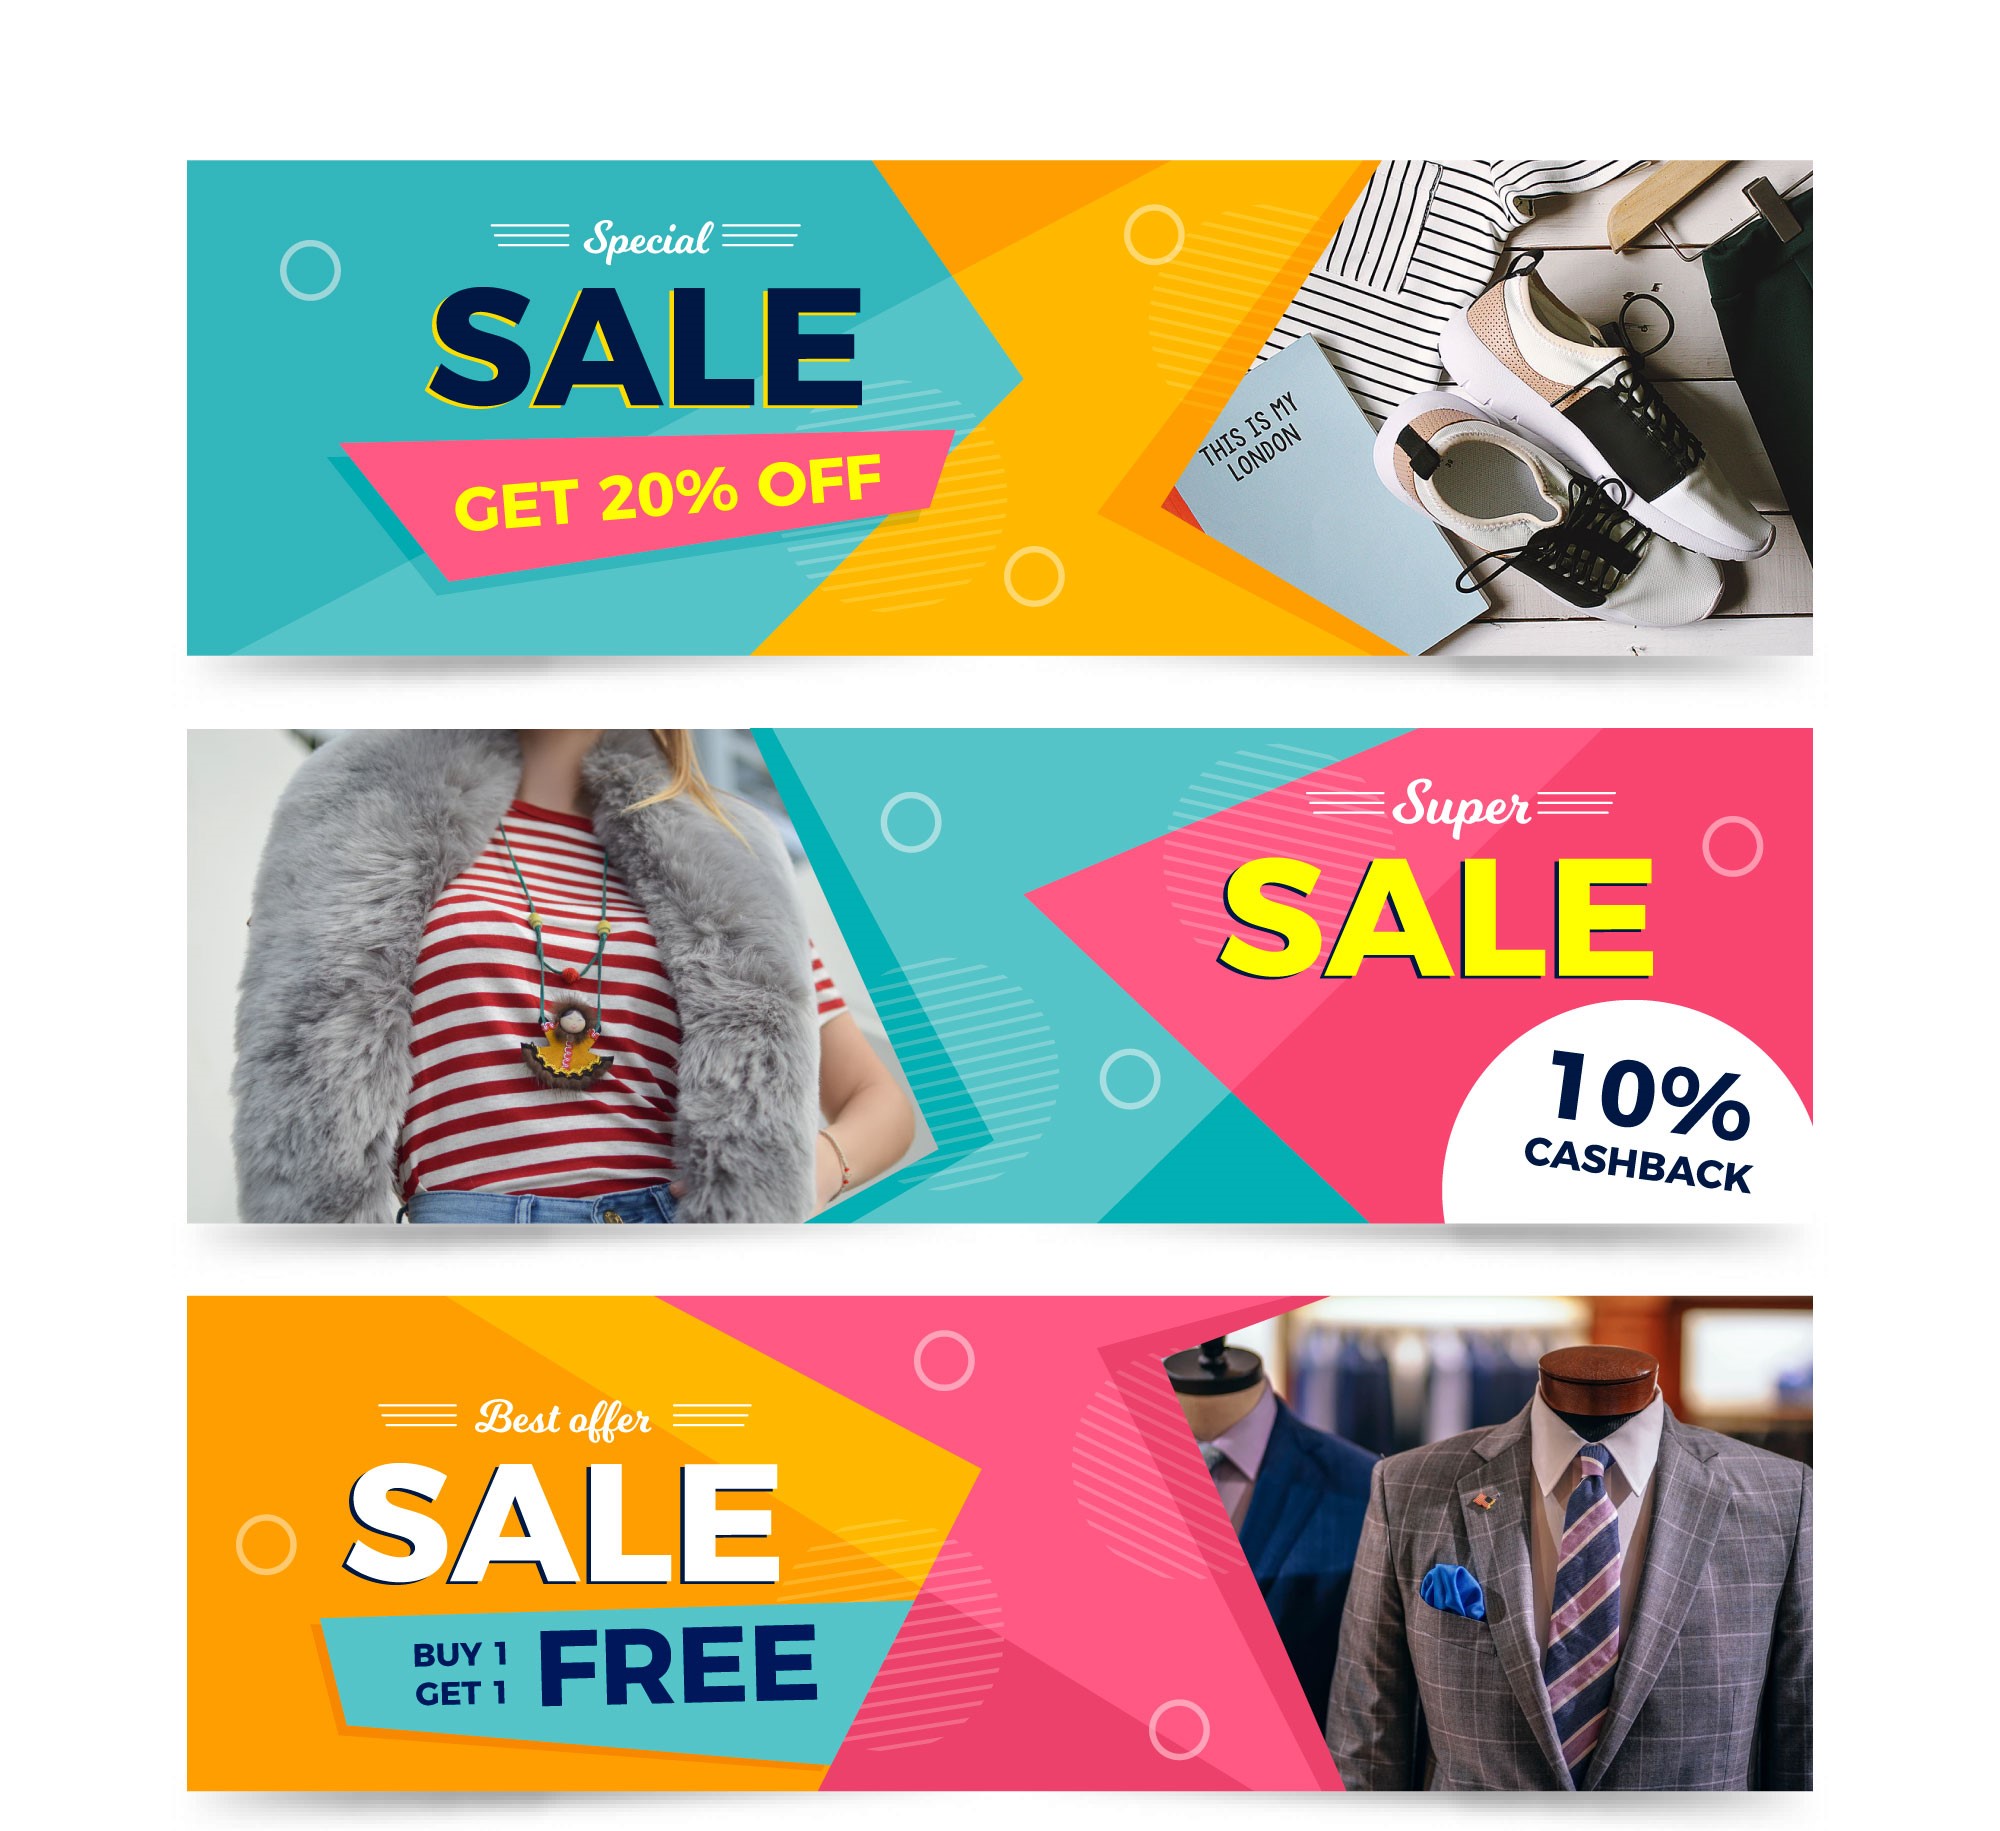 Special
SALE
GET 20% OFF
THIS IS MY
LONDON
Super
SALE
10%
CASHBACK
Best offer
SALE
BUY 1
GET 1
FREE